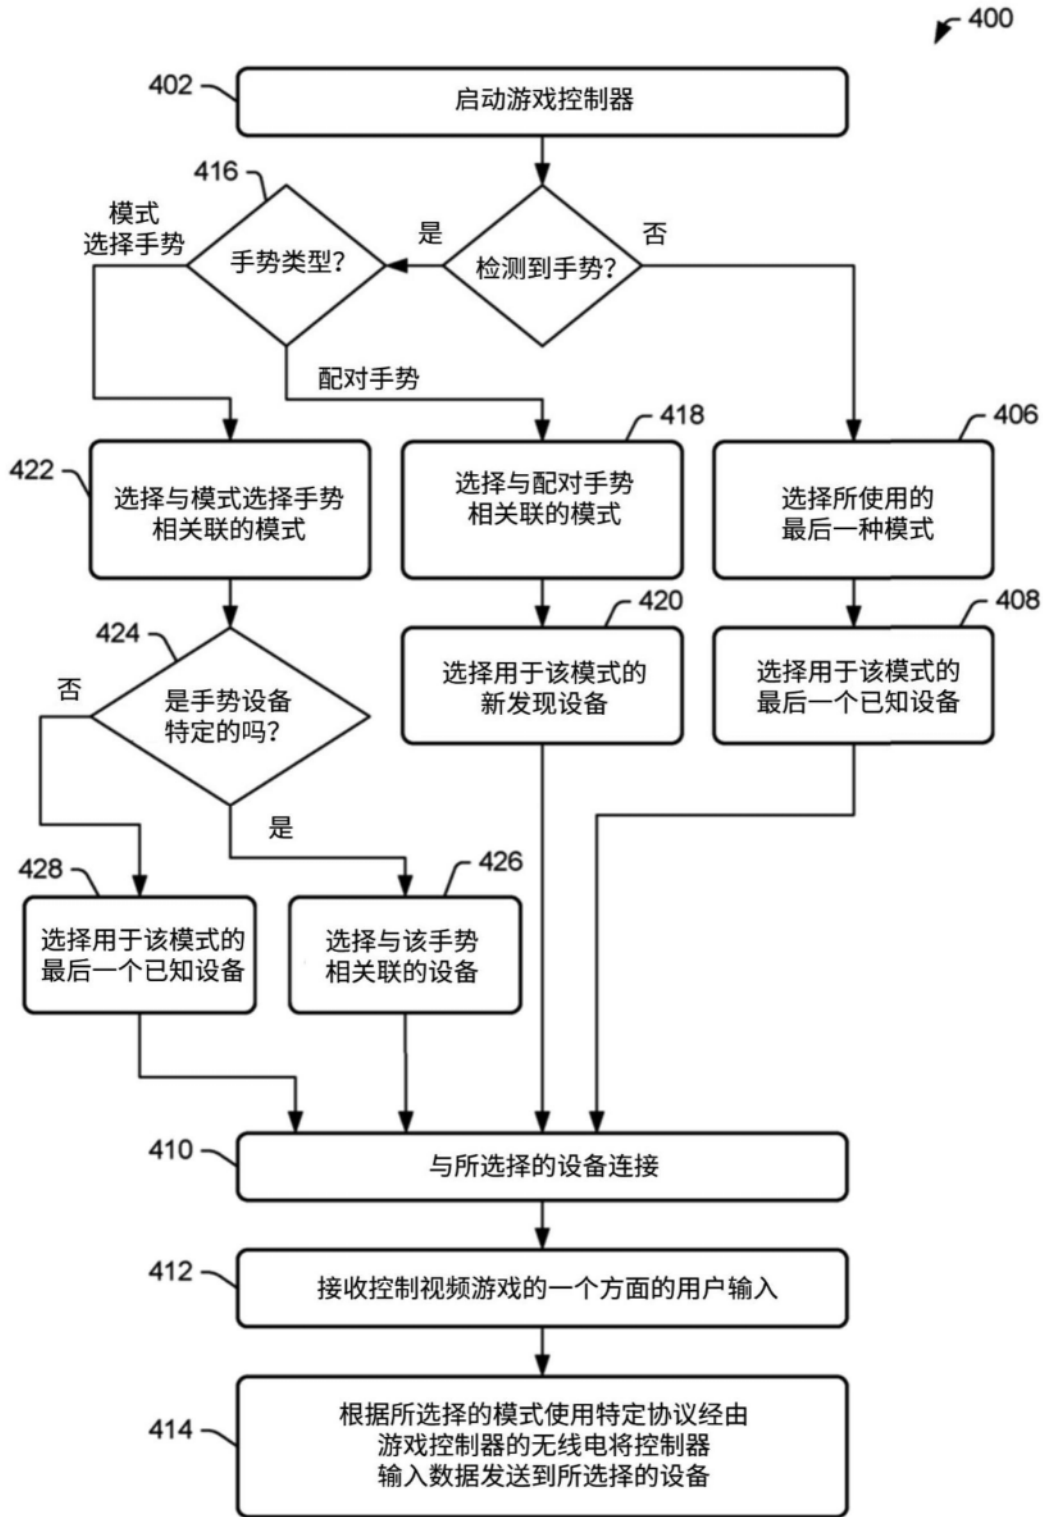 400
402
启动游戏控制器
416
模式
选择手势
手势类型？
是
检测到手势？
否
配对手势
422
选择与模式选择手势
相关联的模式
418
选择与配对手势
相关联的模式
406
选择所使用的
最后一种模式
424
否
是手势设备
特定的吗？
是
420
选择用于该模式的
新发现设备
408
选择用于该模式的
最后一个已知设备
428
选择用于该模式的
最后一个已知设备
426
选择与该手势
相关联的设备
410
与所选择的设备连接
412
接收控制视频游戏的一个方面的用户输入
414
根据所选择的模式使用特定协议经由
游戏控制器的无线电将控制器
输入数据发送到所选择的设备